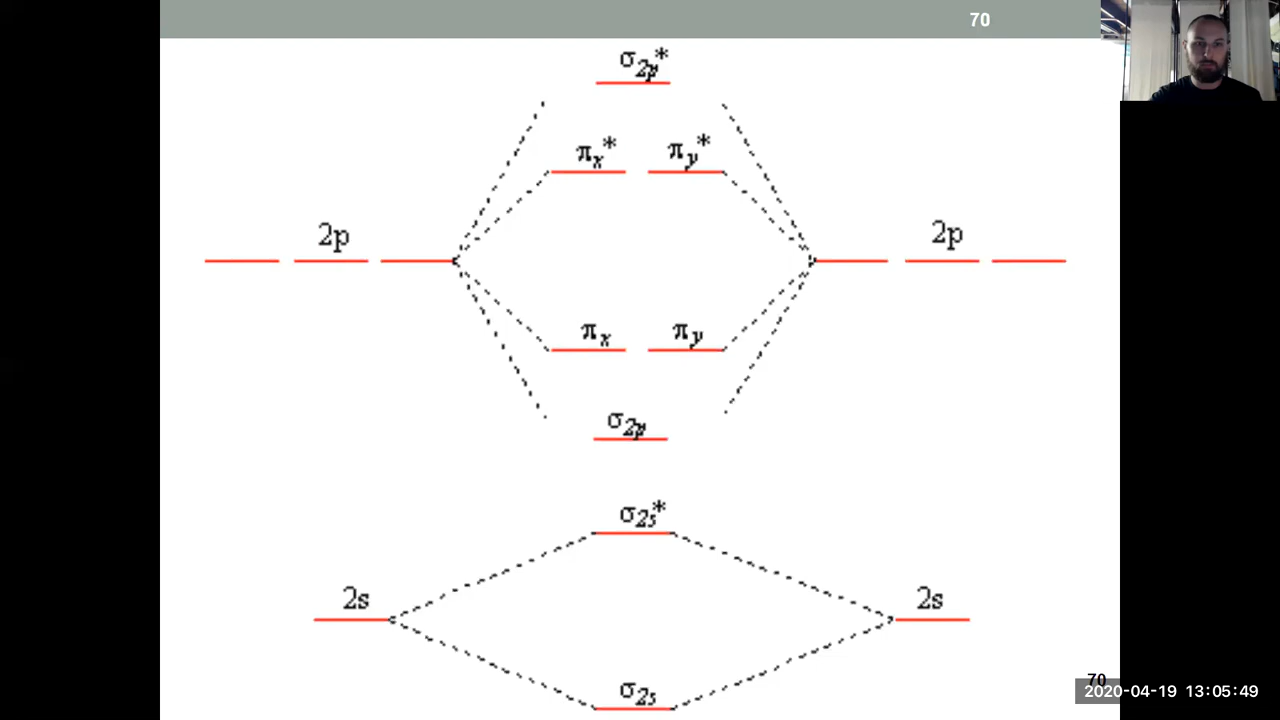 70
σ2p*
πx* πy*
2p 2p
πx πy
σ2p
σ2s*
2s 2s
σ2s
70
2020-04-19 13:05:49